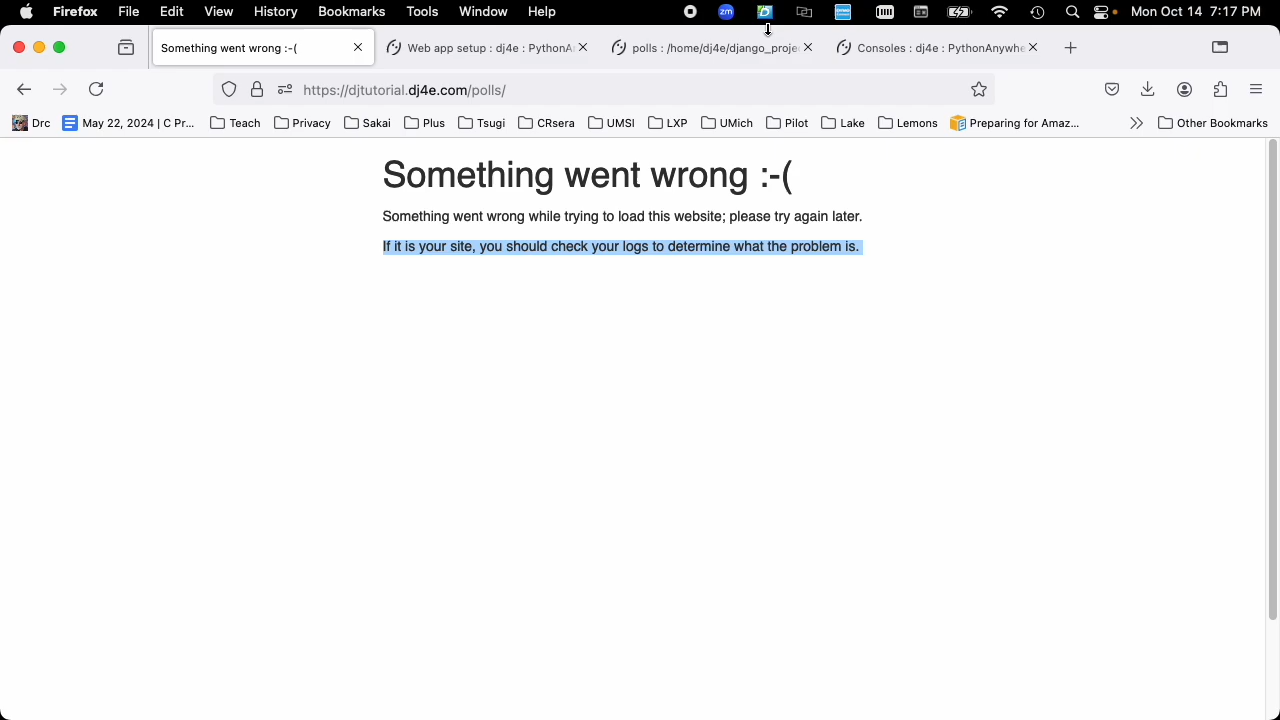 Firefox File Edit View History Bookmarks Tools Window Help zm Mon Oct 14 7:17 PM
Something went wrong :-( Web app setup : dj4e : PythonA polls : /home/dj4e/django_proje Consoles : dj4e : PythonAnywhe
https://djtutorial.dj4e.com/polls/
Drc May 22, 2024 | C Pr... Teach Privacy Sakai Plus Tsugi CRsera UMSI LXP UMich Pilot Lake Lemons Preparing for Amaz... Other Bookmarks
Something went wrong :-(
Something went wrong while trying to load this website; please try again later.
If it is your site, you should check your logs to determine what the problem is.